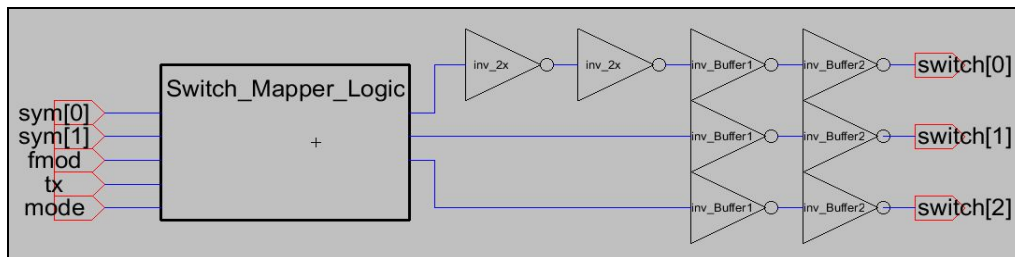 inv_2x inv_2x inv_Buffer1 inv_Buffer2 switch[0]
Switch_Mapper_Logic
sym[0]
sym[1] inv_Buffer1 inv_Buffer2 switch[1]
fmod
tx
mode inv_Buffer1 inv_Buffer2 switch[2]